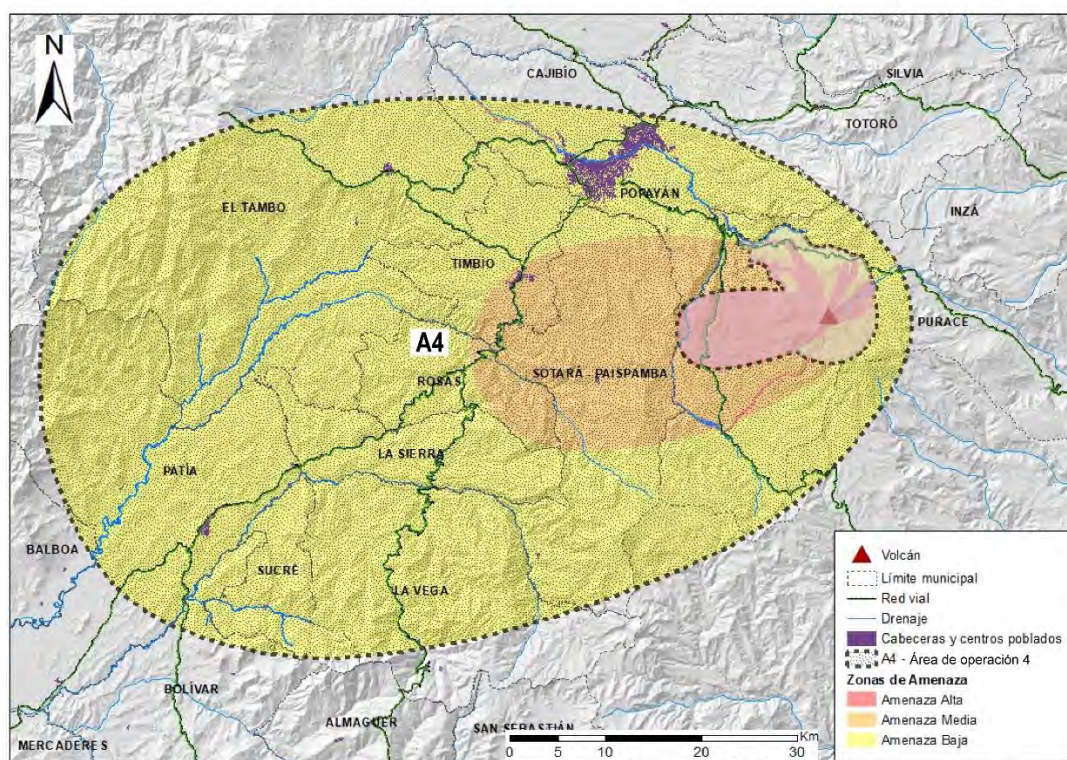 N
CAJIBÍO
SILVIA
TOTORÓ
POPAYÁN
INZÁ
EL TAMBO
TIMBÍO
PURACÉ
A4
ROSAS
SOTARÁ - PAISPAMBA
LA SIERRA
PATÍA
BALBOA
SUCRÉ
LA VEGA
BOLÍVAR
ALMAGUER
SAN SEBASTIÁN
MERCADERES
Km
0 5 10 20 30
Volcán
Límite municipal
Red vial
Drenaje
Cabeceras y centros poblados
A4 - Área de operación 4
Zonas de Amenaza
Amenaza Alta
Amenaza Media
Amenaza Baja